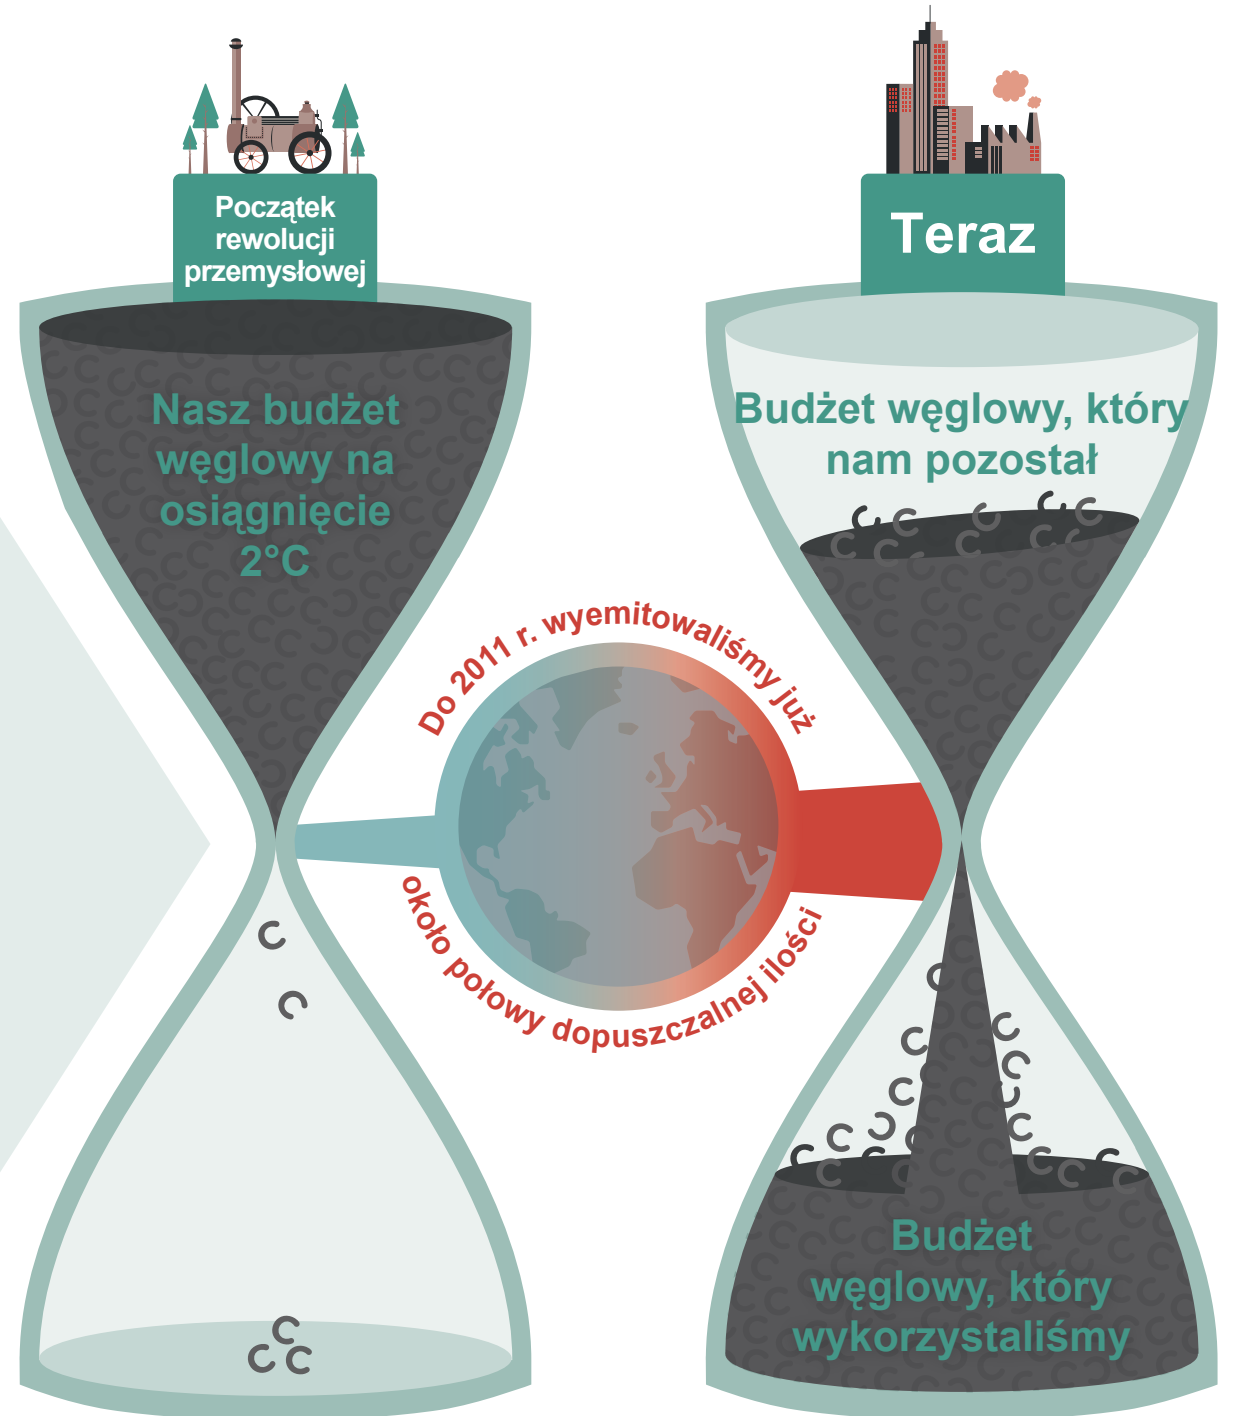 Początek
rewolucji
przemysłowej
Nasz budżet
węglowy na
osiągnięcie
2°C
Do 2011 r. wyemitowaliśmy już
około połowy dopuszczalnej ilości
Teraz
Budżet węglowy, który
nam pozostał
Budżet
węglowy, który
wykorzystaliśmy